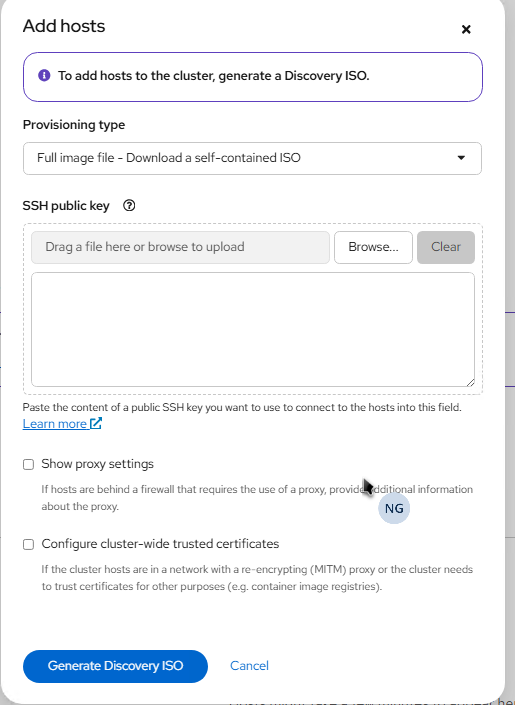 Add hosts
To add hosts to the cluster, generate a Discovery ISO.
Provisioning type
Full image file - Download a self-contained ISO
SSH public key
Drag a file here or browse to upload
Browse...
Clear
Paste the content of a public SSH key you want to use to connect to the hosts into this field.
Learn more
Show proxy settings
If hosts are behind a firewall that requires the use of a proxy, provide additional information
about the proxy.
NG
Configure cluster-wide trusted certificates
If the cluster hosts are in a network with a re-encrypting (MITM) proxy or the cluster needs
to trust certificates for other purposes (e.g. container image registries).
Generate Discovery ISO
Cancel